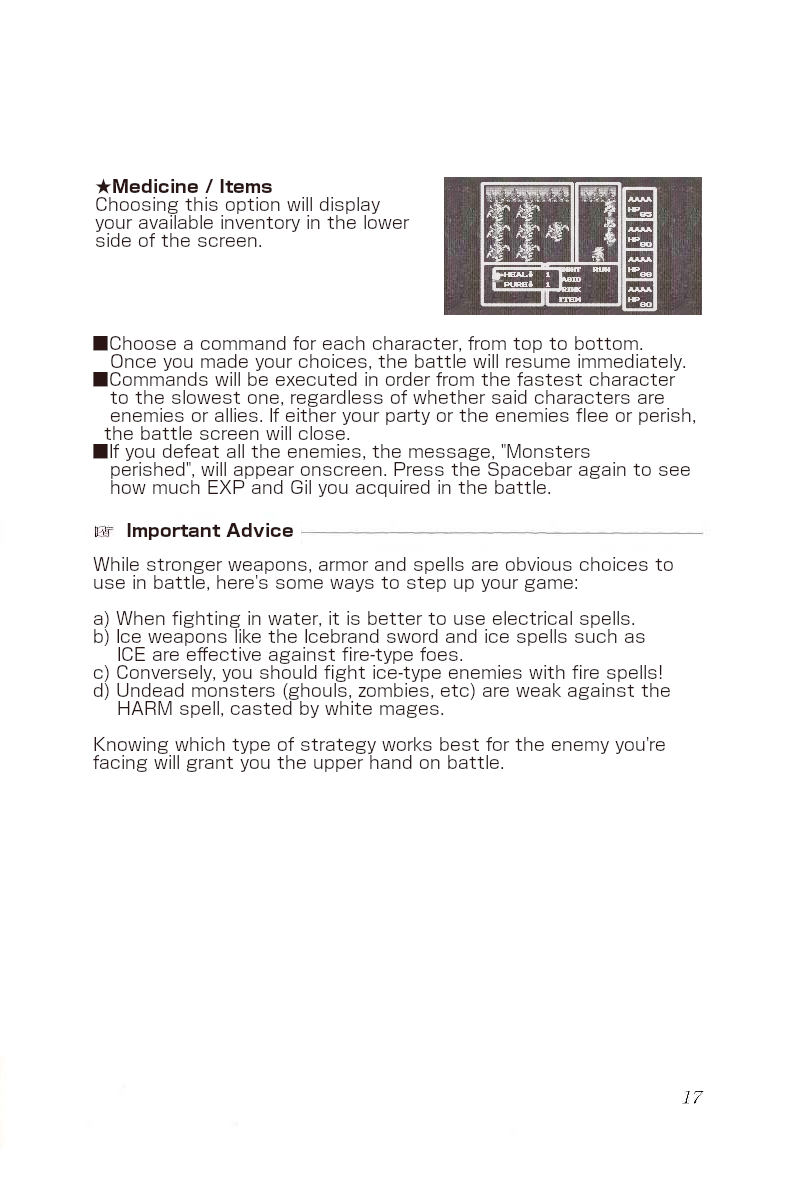 ★Medicine / Items
Choosing this option will display
your available inventory in the lower
side of the screen.
AAAA
HP
AAAA
HP
80
AAAA
HP
AAAA
HP
80
HEAL 1
PURE 1
RUN
ITEM
■Choose a command for each character, from top to bottom.
Once you made your choices, the battle will resume immediately.
■Commands will be executed in order from the fastest character
to the slowest one, regardless of whether said characters are
enemies or allies. If either your party or the enemies flee or perish,
the battle screen will close.
■If you defeat all the enemies, the message, "Monsters
perished", will appear onscreen. Press the Spacebar again to see
how much EXP and Gil you acquired in the battle.
☞ Important Advice
While stronger weapons, armor and spells are obvious choices to
use in battle, here's some ways to step up your game:
a) When fighting in water, it is better to use electrical spells.
b) Ice weapons like the Icebrand sword and ice spells such as
ICE are effective against fire-type foes.
c) Conversely, you should fight ice-type enemies with fire spells!
d) Undead monsters (ghouls, zombies, etc) are weak against the
HARM spell, casted by white mages.
Knowing which type of strategy works best for the enemy you're
facing will grant you the upper hand on battle.
17